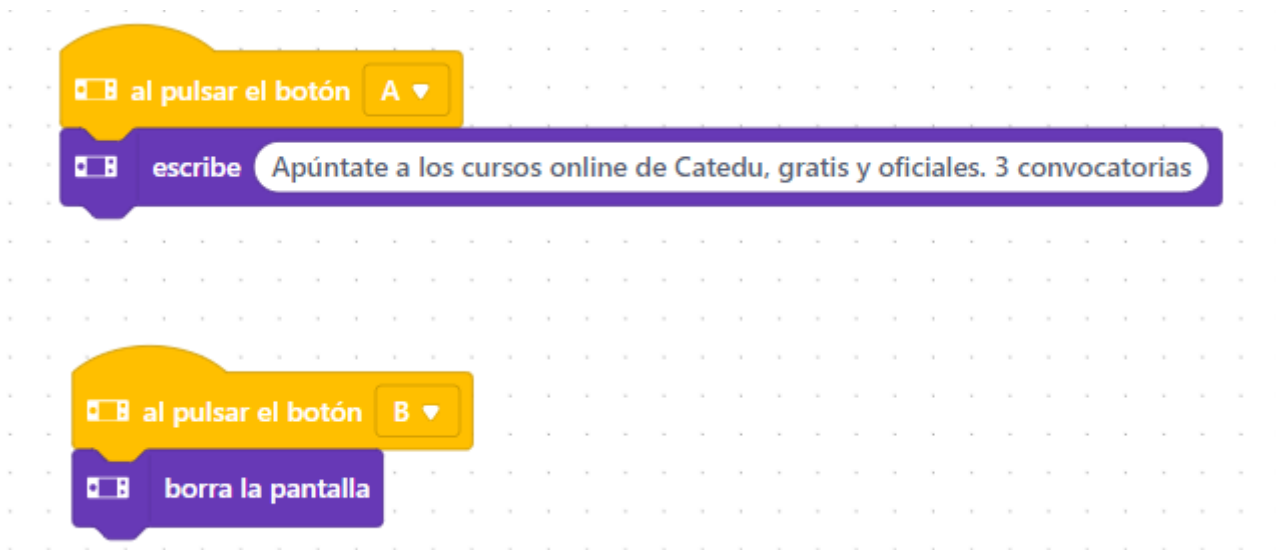 al pulsar el botón A
escribe Apúntate a los cursos online de Catedu, gratis y oficiales. 3 convocatorias
al pulsar el botón B
borra la pantalla